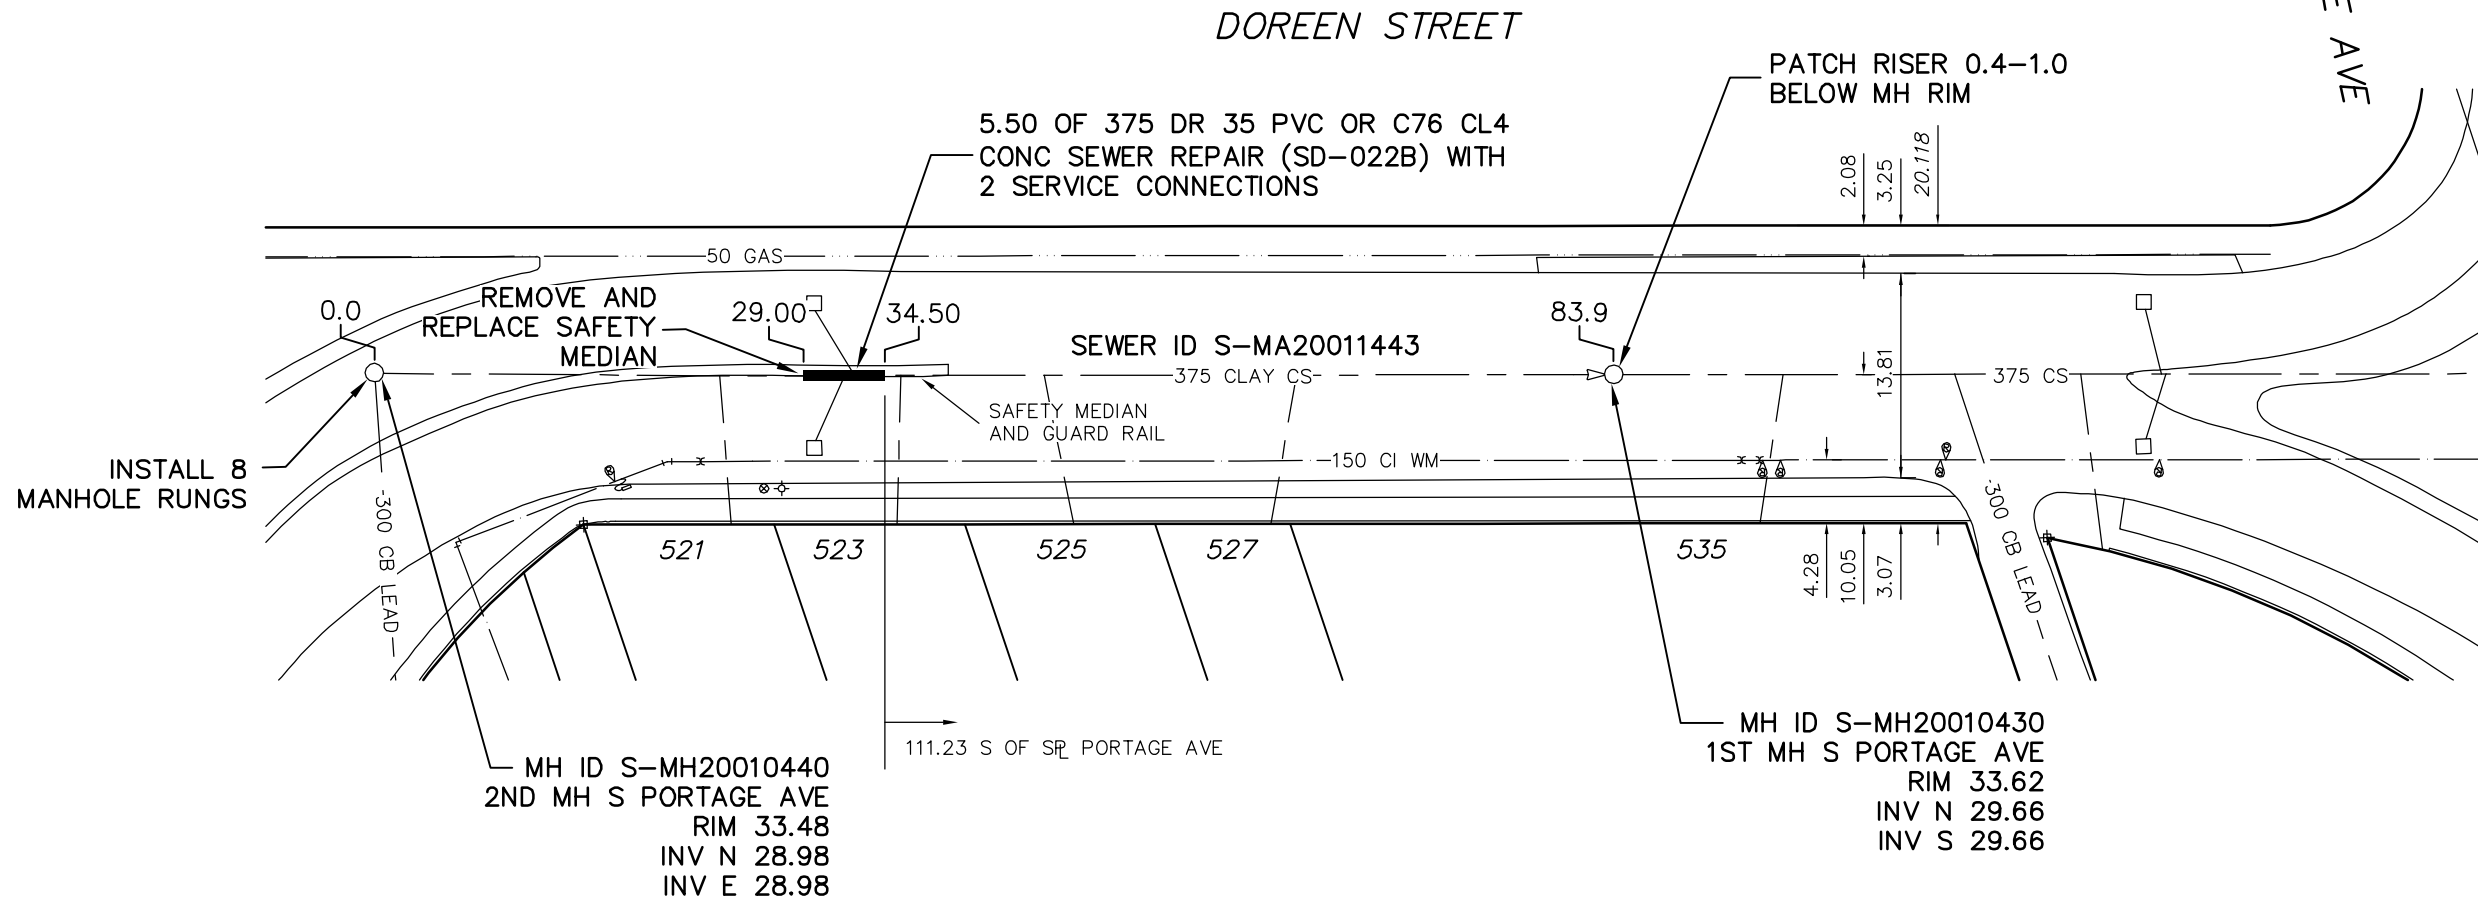 DOREEN STREET
E AVE
PATCH RISER 0.4-1.0
BELOW MH RIM
5.50 OF 375 DR 35 PVC OR C76 CL4
CONC SEWER REPAIR (SD-022B) WITH
2 SERVICE CONNECTIONS
2.08
3.25
20.118
50 GAS
0.0
REMOVE AND
REPLACE SAFETY
MEDIAN
29.00
34.50
83.9
SEWER ID S-MA20011443
375 CLAY CS
375 CS
13.81
SAFETY MEDIAN
AND GUARD RAIL
150 CI WM
INSTALL 8
MANHOLE RUNGS
300 CB LEAD
300 CB LEAD
521
523
525
527
535
4.28
10.05
3.07
111.23 S OF SPL PORTAGE AVE
MH ID S-MH20010440
2ND MH S PORTAGE AVE
RIM 33.48
INV N 28.98
INV E 28.98
MH ID S-MH20010430
1ST MH S PORTAGE AVE
RIM 33.62
INV N 29.66
INV S 29.66